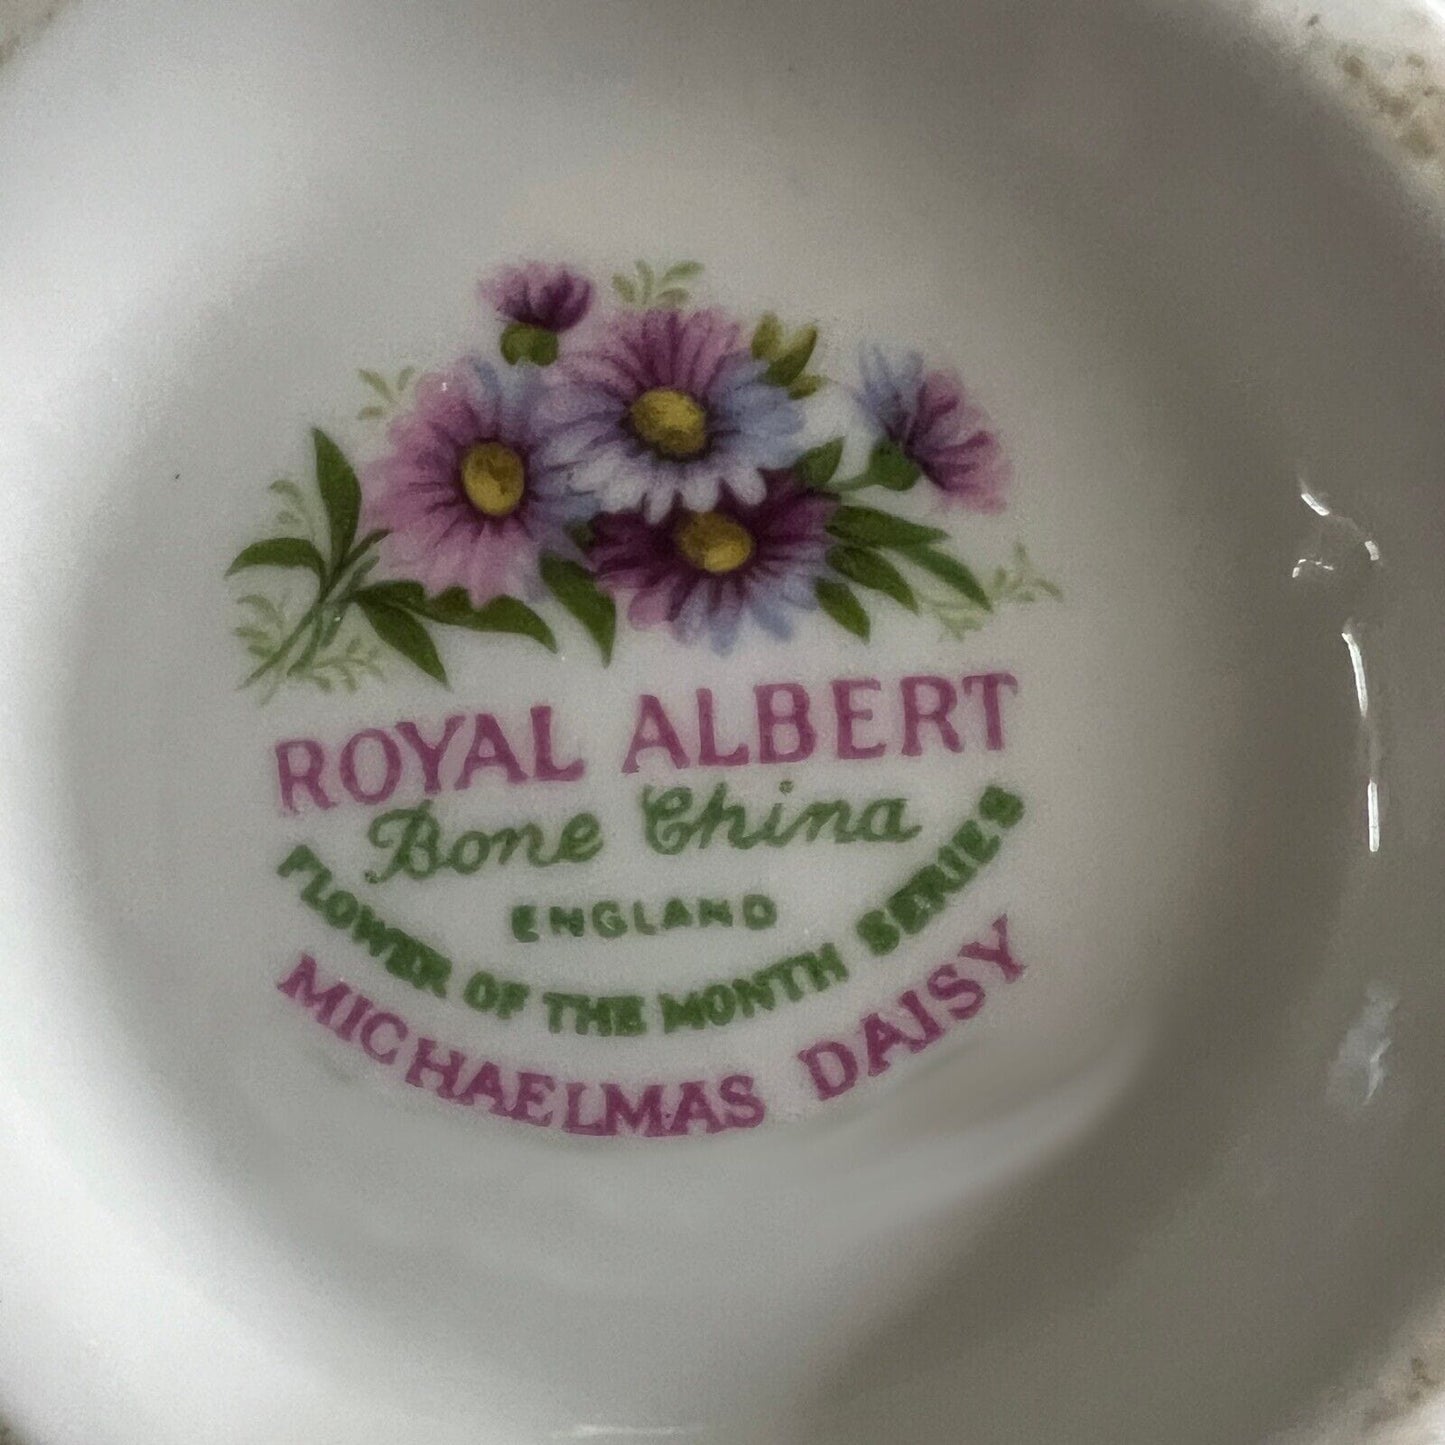 ROYAL ALBERT
Bone China
ENGLAND
FLOWER OF THE MONTH SERIES
MICHAELMAS DAISY